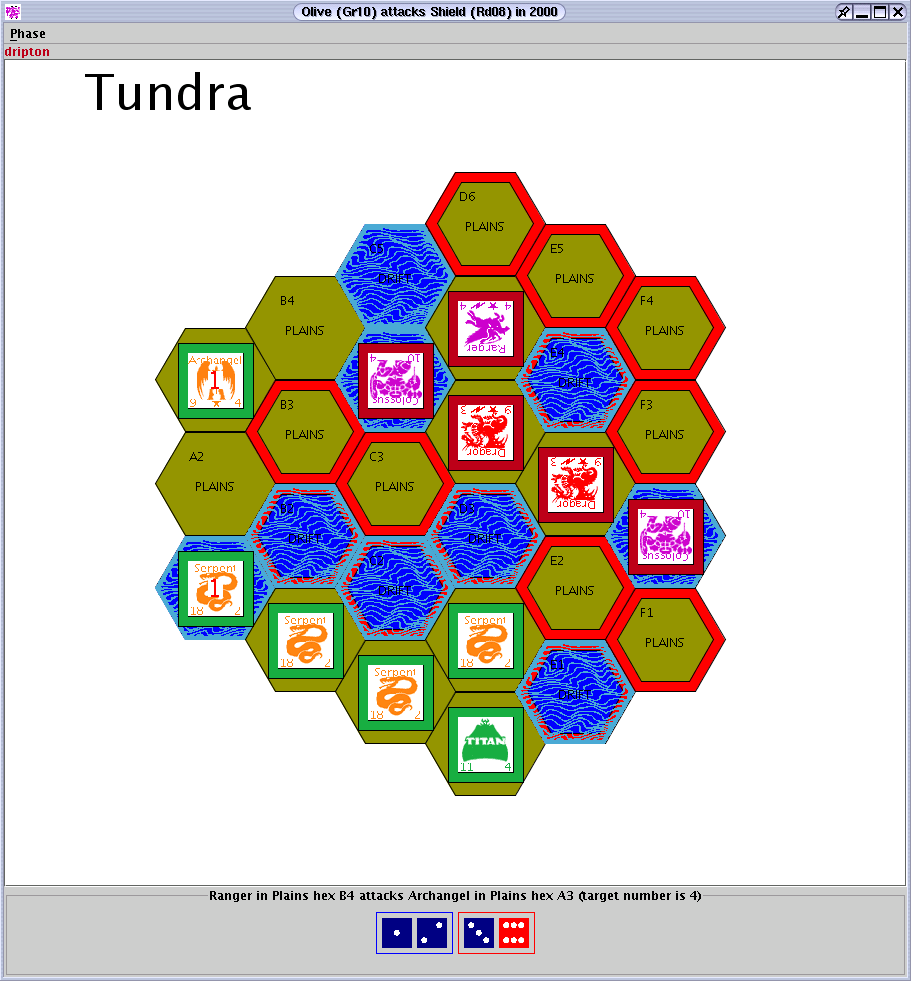 Olive (Gr10) attacks Shield (Rd08) in 2000
Phase
dripton
Tundra
D6
PLAINS
E5
PLAINS
B4
PLAINS
F4
PLAINS
4 4
Ranger
Archangel
1
9 4
10 4
Colossus
B3
PLAINS
F3
PLAINS
9 3
Dragon
A2
PLAINS
C3
PLAINS
9 3
Dragon
10 4
Colossus
Serpent
1
18 2
E2
PLAINS
F1
PLAINS
Serpent
18 2
Serpent
18 2
Serpent
18 2
TITAN
11 4
Ranger in Plains hex B4 attacks Archangel in Plains hex A3 (target number is 4)